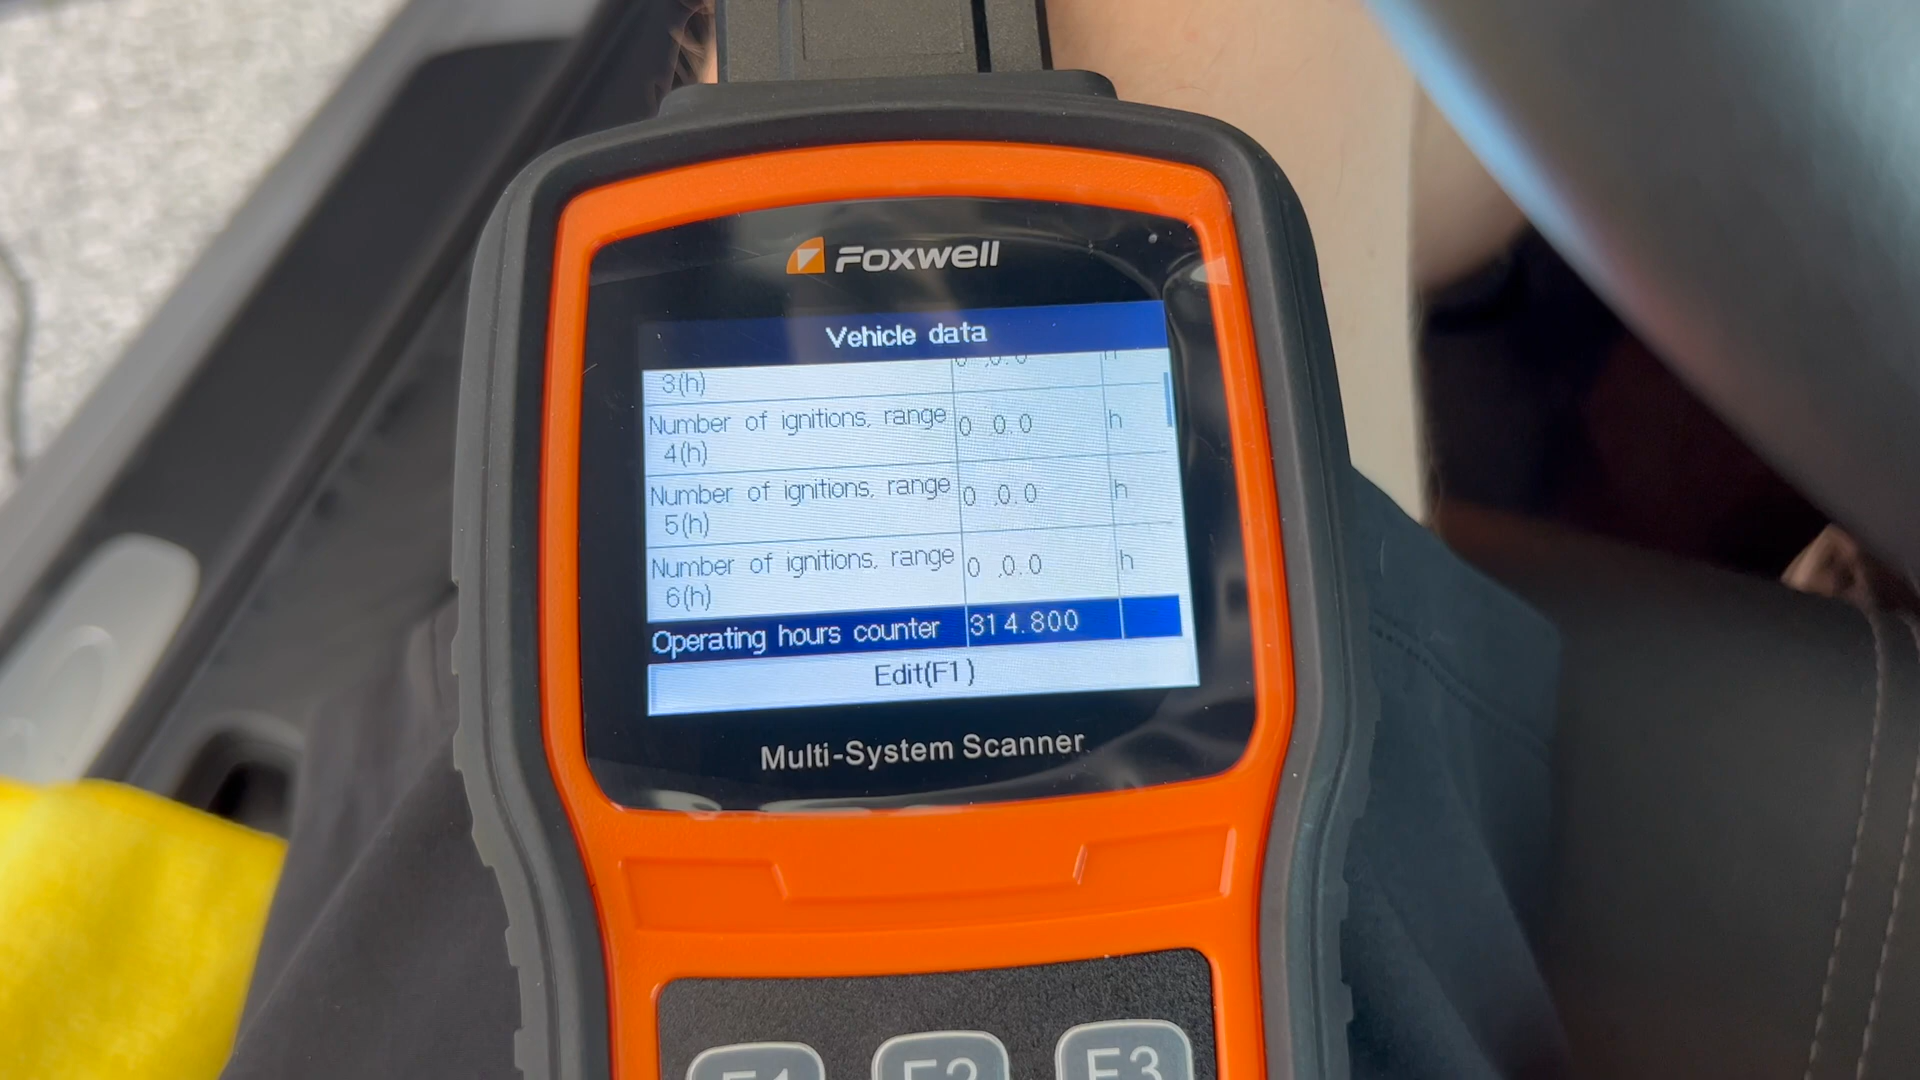 Foxwell
Vehicle data
3(h) h
Number of ignitions, range 0 ,0.0 h
4(h)
Number of ignitions, range 0 ,0.0 h
5(h)
Number of ignitions, range 0 ,0.0 h
6(h)
Operating hours counter 314.800
Edit(F1)
Multi-System Scanner
F1 F2 F3